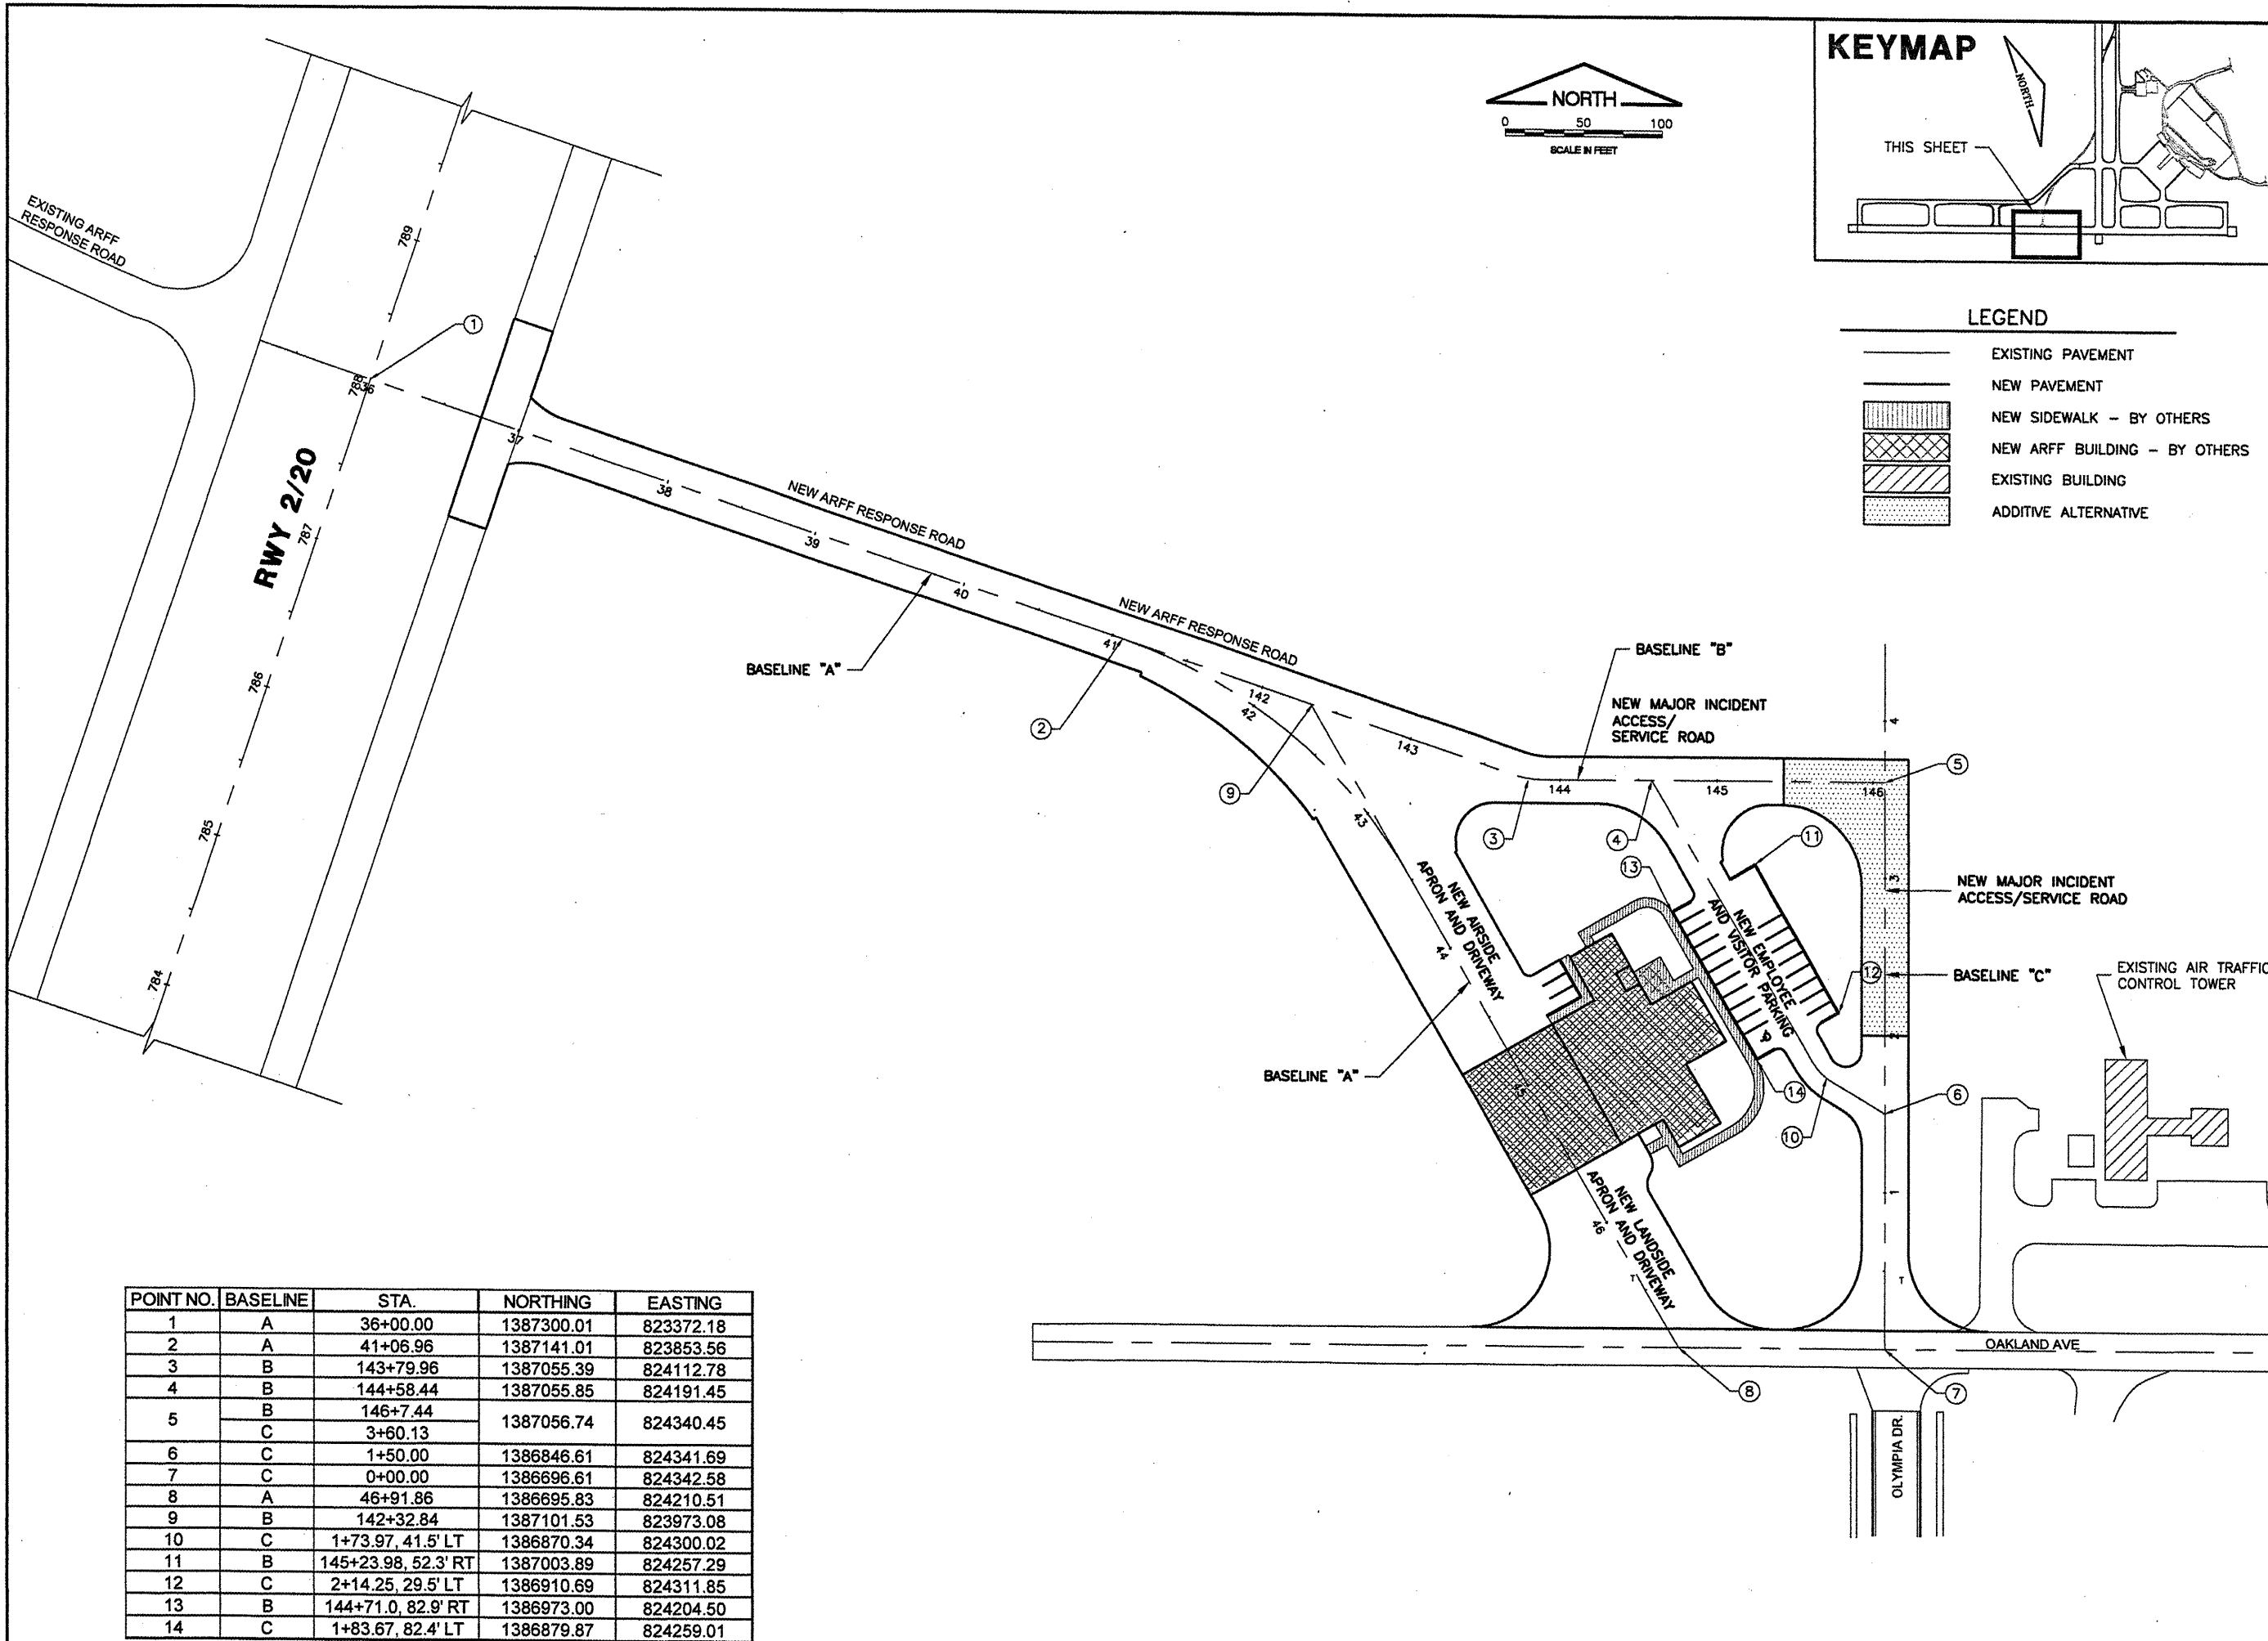 KEYMAP
NORTH
THIS SHEET
NORTH
0 50 100
SCALE IN FEET
LEGEND
EXISTING PAVEMENT
NEW PAVEMENT
NEW SIDEWALK - BY OTHERS
NEW ARFF BUILDING - BY OTHERS
EXISTING BUILDING
ADDITIVE ALTERNATIVE
EXISTING ARFF
RESPONSE ROAD
789
1
788
36
RWY 2/20
787
786
785
784
37
38
39
40
41
NEW ARFF RESPONSE ROAD
NEW ARFF RESPONSE ROAD
BASELINE "A"
2
142
42
9
143
43
BASELINE "B"
NEW MAJOR INCIDENT
ACCESS/
SERVICE ROAD
3
144
4
145
146
4
5
11
13
3
NEW MAJOR INCIDENT
ACCESS/SERVICE ROAD
NEW AIRSIDE
APRON AND DRIVEWAY
44
NEW EMPLOYEE
AND VISITOR PARKING
12
BASELINE "C"
EXISTING AIR TRAFFIC
CONTROL TOWER
2
BASELINE "A"
45
14
10
6
1
NEW LANDSIDE
APRON AND DRIVEWAY
46
T
T
OAKLAND AVE
8
7
OLYMPIA DR.
POINT NO. BASELINE STA. NORTHING EASTING
1 A 36+00.00 1387300.01 823372.18
2 A 41+06.96 1387141.01 823853.56
3 B 143+79.96 1387055.39 824112.78
4 B 144+58.44 1387055.85 824191.45
5 B 146+7.44 1387056.74 824340.45
C 3+60.13
6 C 1+50.00 1386846.61 824341.69
7 C 0+00.00 1386696.61 824342.58
8 A 46+91.86 1386695.83 824210.51
9 B 142+32.84 1387101.53 823973.08
10 C 1+73.97, 41.5' LT 1386870.34 824300.02
11 B 145+23.98, 52.3' RT 1387003.89 824257.29
12 C 2+14.25, 29.5' LT 1386910.69 824311.85
13 B 144+71.0, 82.9' RT 1386973.00 824204.50
14 C 1+83.67, 82.4' LT 1386879.87 824259.01